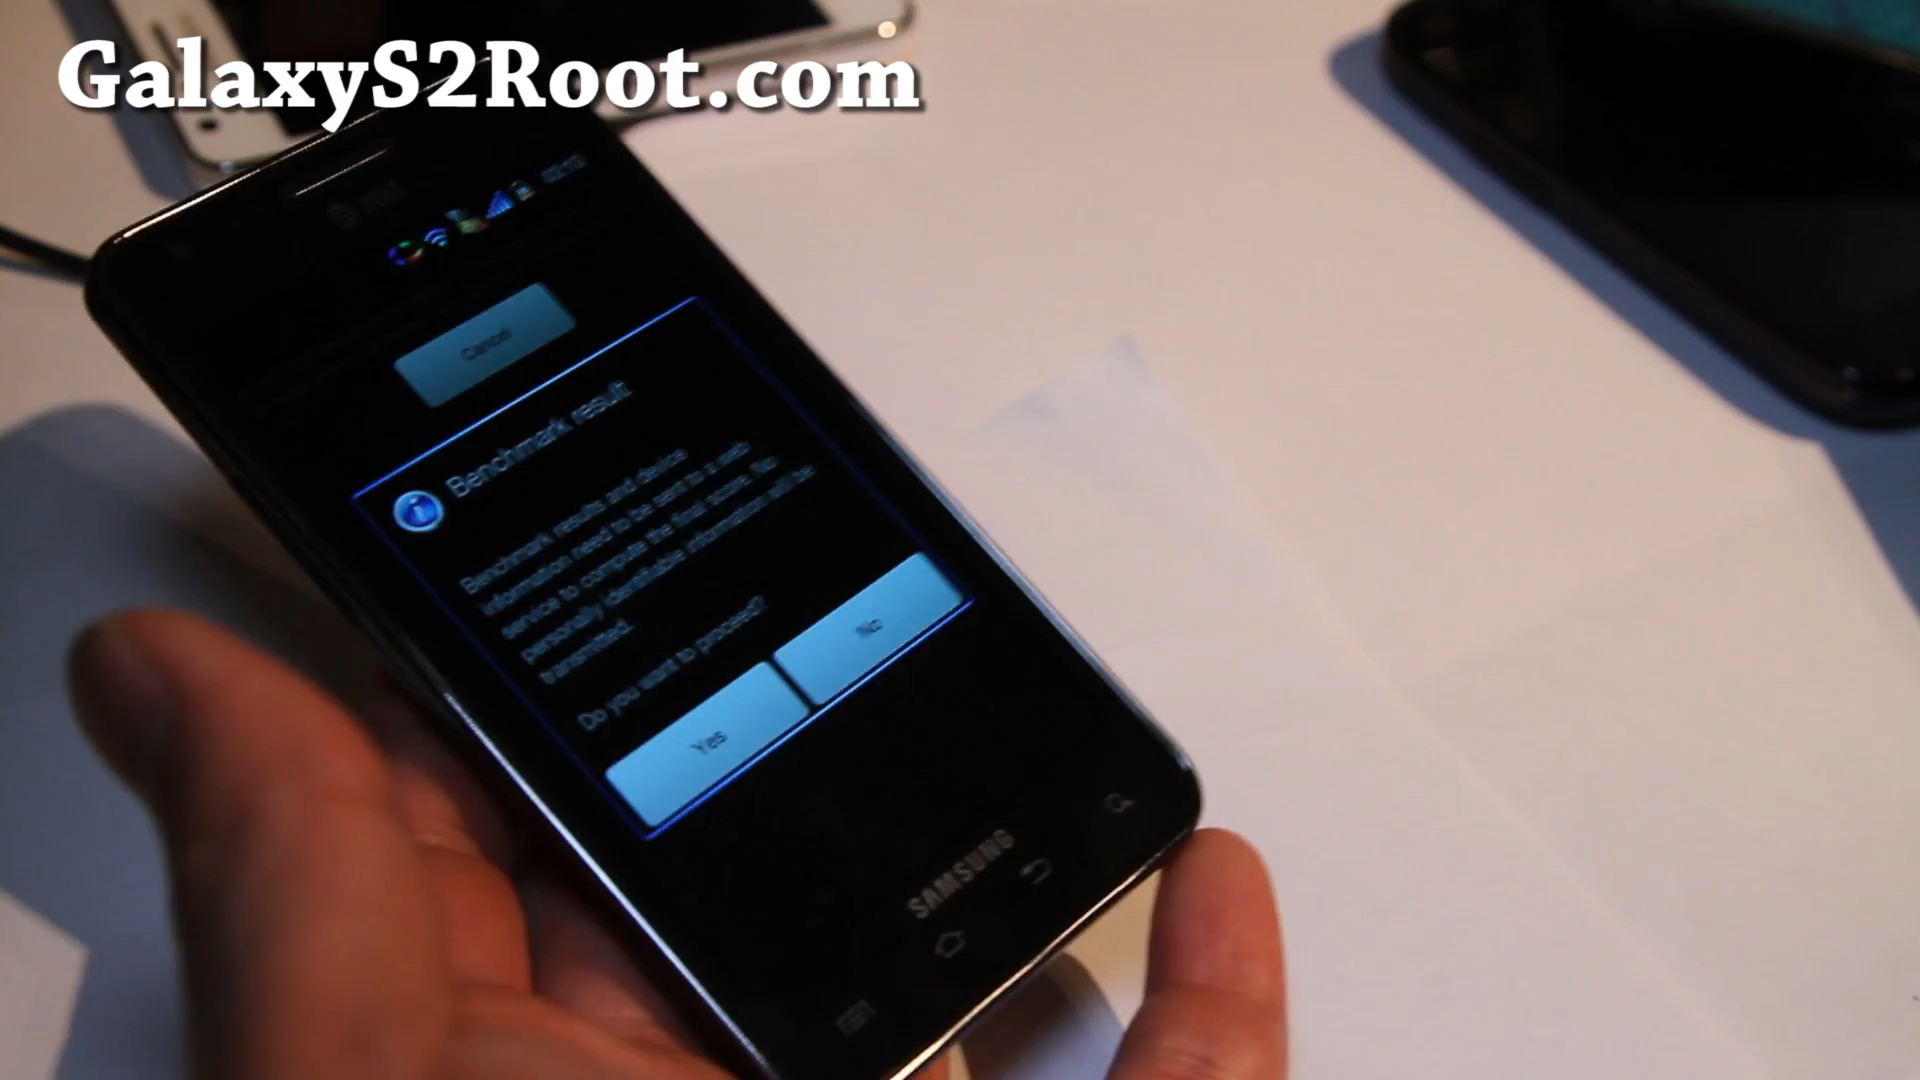 GalaxyS2Root.com
Cancel
Benchmark result
Benchmark results and device
information need to be sent to a web
service to compute the final score. No
personally identifiable information will be
transmitted.
Do you want to proceed?
Yes
No
SAMSUNG